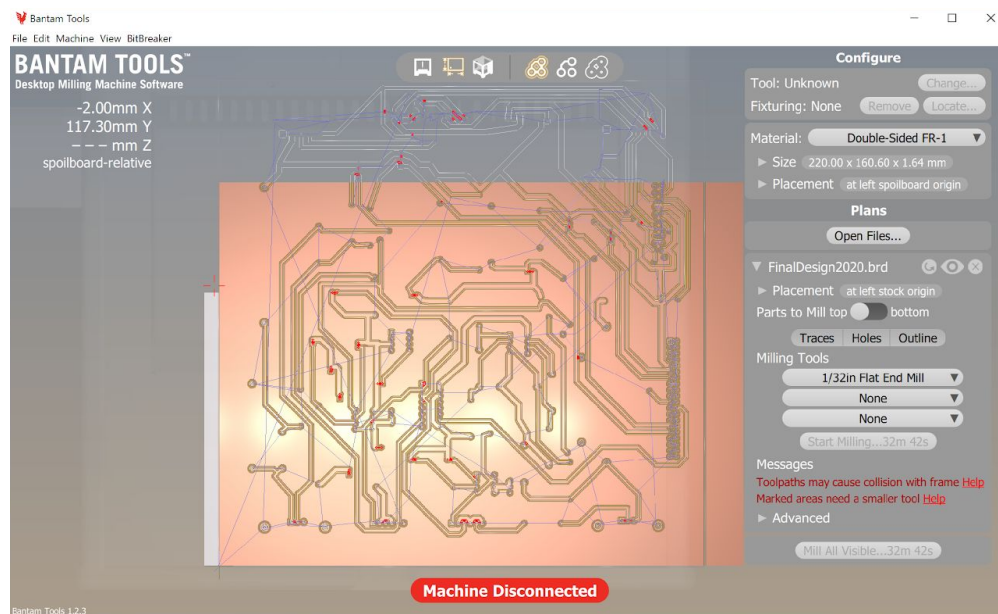 Bantam Tools
File Edit Machine View BitBreaker
BANTAM TOOLS™
Desktop Milling Machine Software
-2.00mm X
117.30mm Y
– – – mm Z
spoilboard-relative
Configure
Tool: Unknown Change...
Fixturing: None Remove Locate...
Material: Double-Sided FR-1
Size 220.00 x 160.60 x 1.64 mm
Placement at left spoilboard origin
Plans
Open Files...
FinalDesign2020.brd
Placement at left stock origin
Parts to Mill top bottom
Traces Holes Outline
Milling Tools
1/32in Flat End Mill
None
None
Start Milling...32m 42s
Messages
Toolpaths may cause collision with frame Help
Marked areas need a smaller tool Help
Advanced
Mill All Visible...32m 42s
Machine Disconnected
Bantam Tools 1.2.3